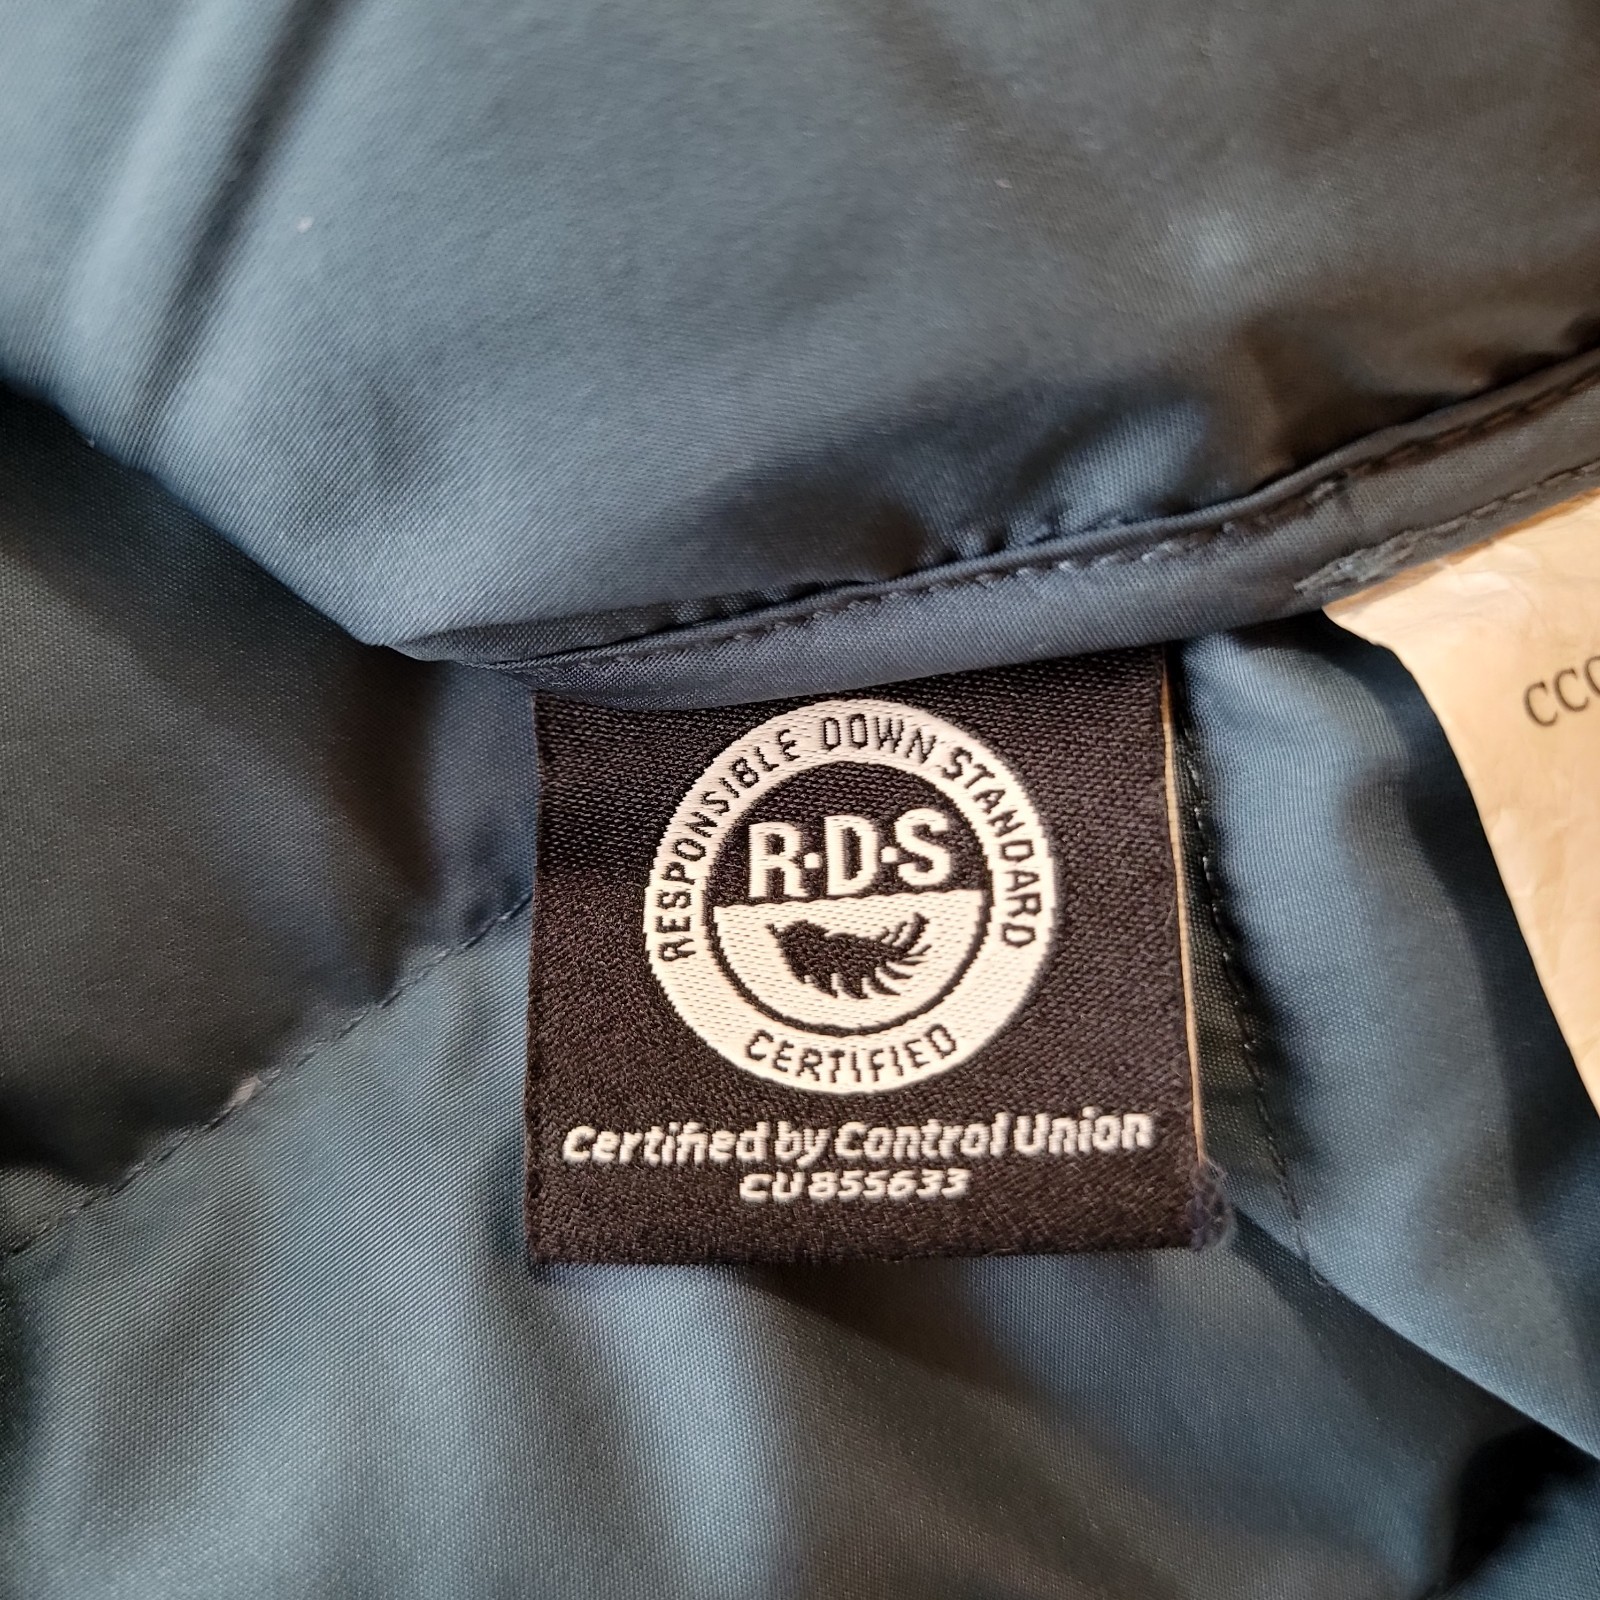 RESPONSIBLE DOWN STANDARD
R·D·S
CERTIFIED
Certified by Control Union
CU 855633